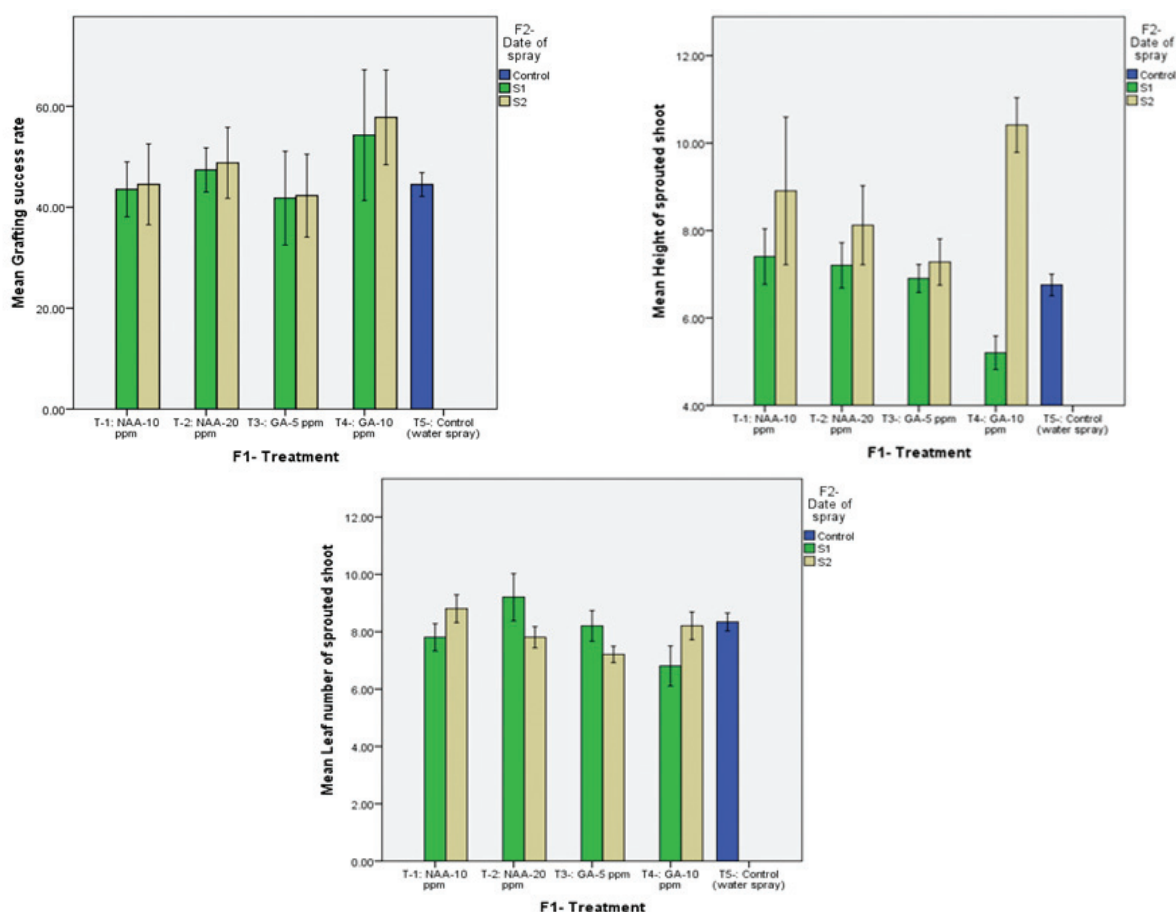 Mean Grafting success rate
60.00
40.00
20.00
0.00
T-1: NAA-10
ppm
T-2: NAA-20
ppm
T3-: GA-5 ppm
T4-: GA-10
ppm
T5-: Control
(water spray)
F1- Treatment
F2-
Date of
spray
Control
S1
S2
Mean Height of sprouted shoot
12.00
10.00
8.00
6.00
4.00
T-1: NAA-10
ppm
T-2: NAA-20
ppm
T3-: GA-5 ppm
T4-: GA-10
ppm
T5-: Control
(water spray)
F1- Treatment
F2-
Date of
spray
Control
S1
S2
Mean Leaf number of sprouted shoot
12.00
10.00
8.00
6.00
4.00
2.00
0.00
T-1: NAA-10
ppm
T-2: NAA-20
ppm
T3-: GA-5 ppm
T4-: GA-10
ppm
T5-: Control
(water spray)
F1- Treatment
F2-
Date of
spray
Control
S1
S2